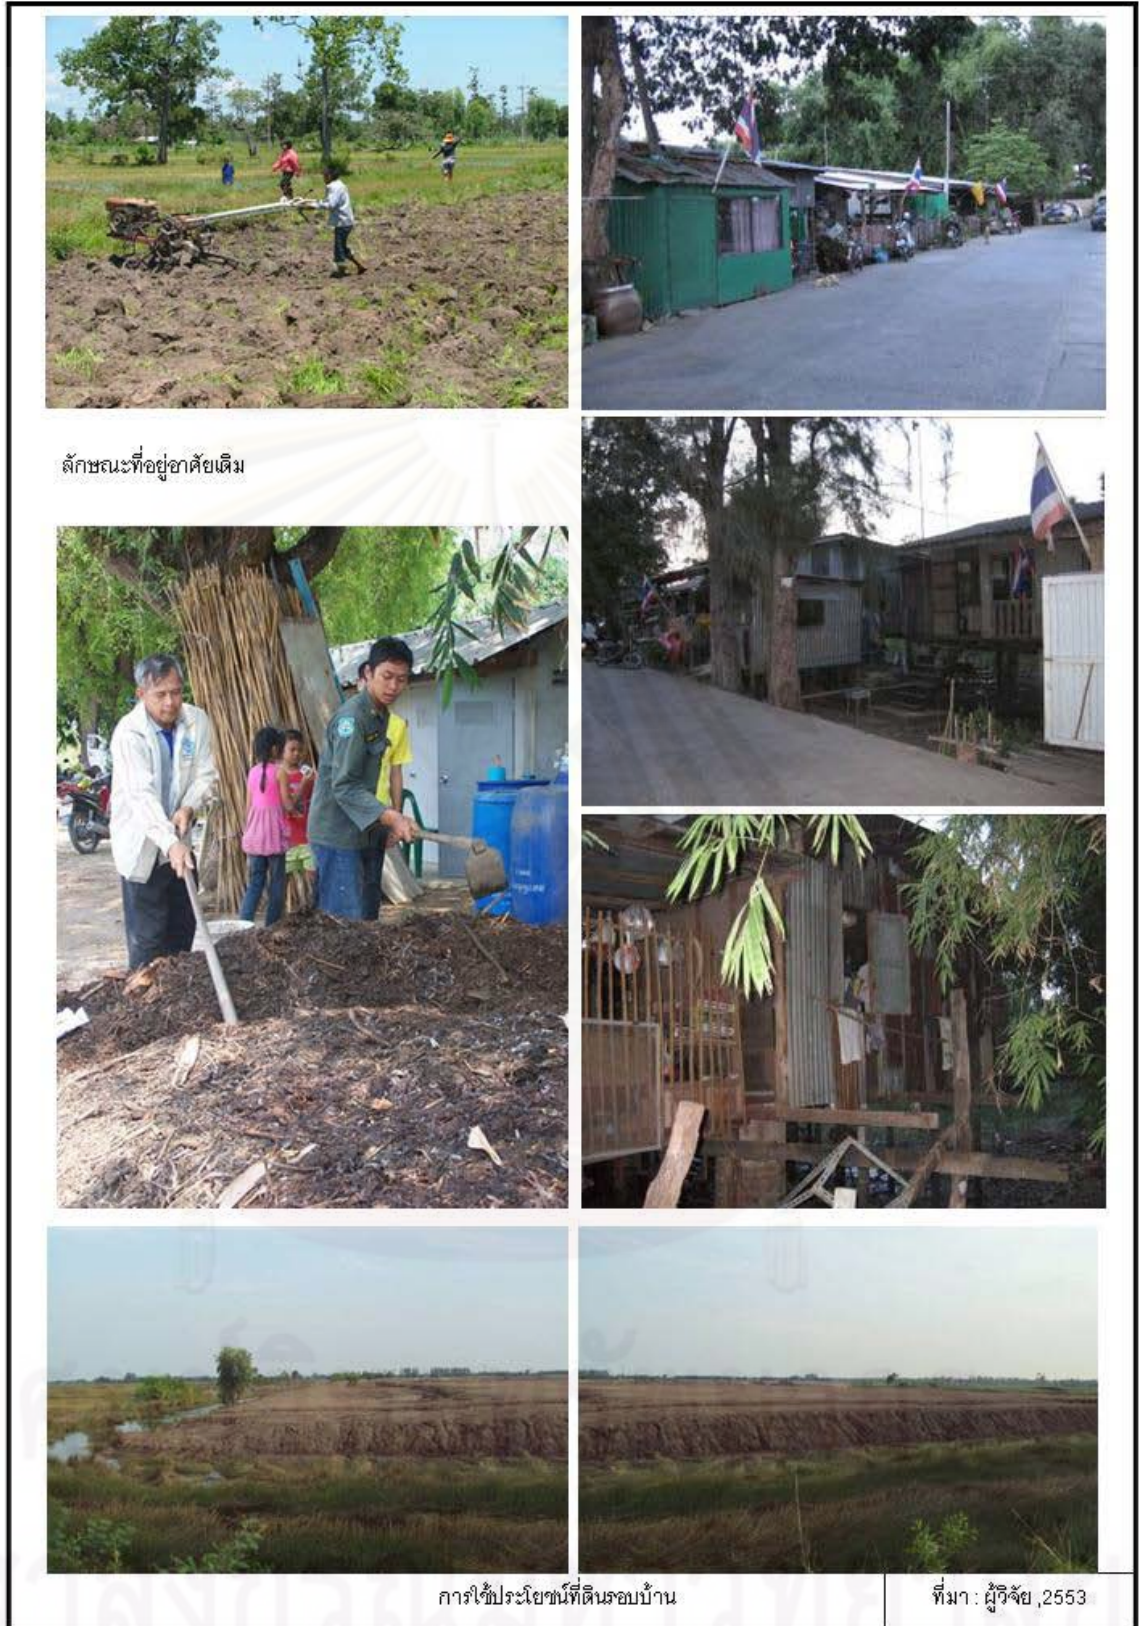 ลักษณะที่อยู่อาศัยเดิม
การใช้ประโยชน์ที่ดินรอบบ้าน
ที่มา : ผู้วิจัย ,2553